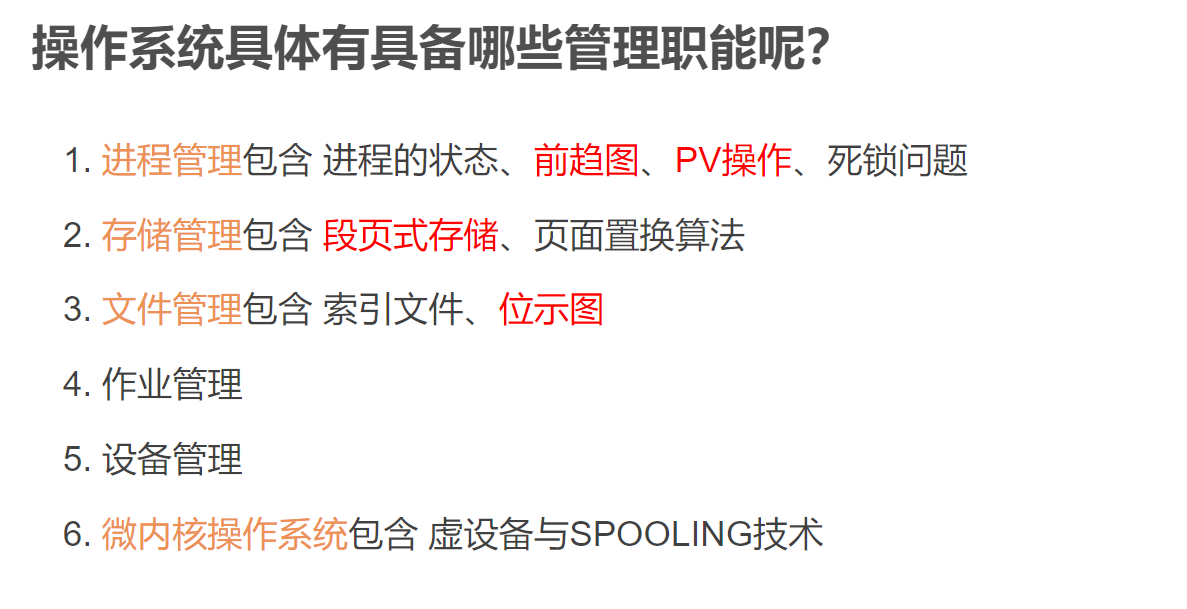 操作系统具体有具备哪些管理职能呢?
1. 进程管理包含 进程的状态、前趋图、PV操作、死锁问题
2. 存储管理包含 段页式存储、页面置换算法
3. 文件管理包含 索引文件、位示图
4. 作业管理
5. 设备管理
6. 微内核操作系统包含 虚设备与SPOOLING技术